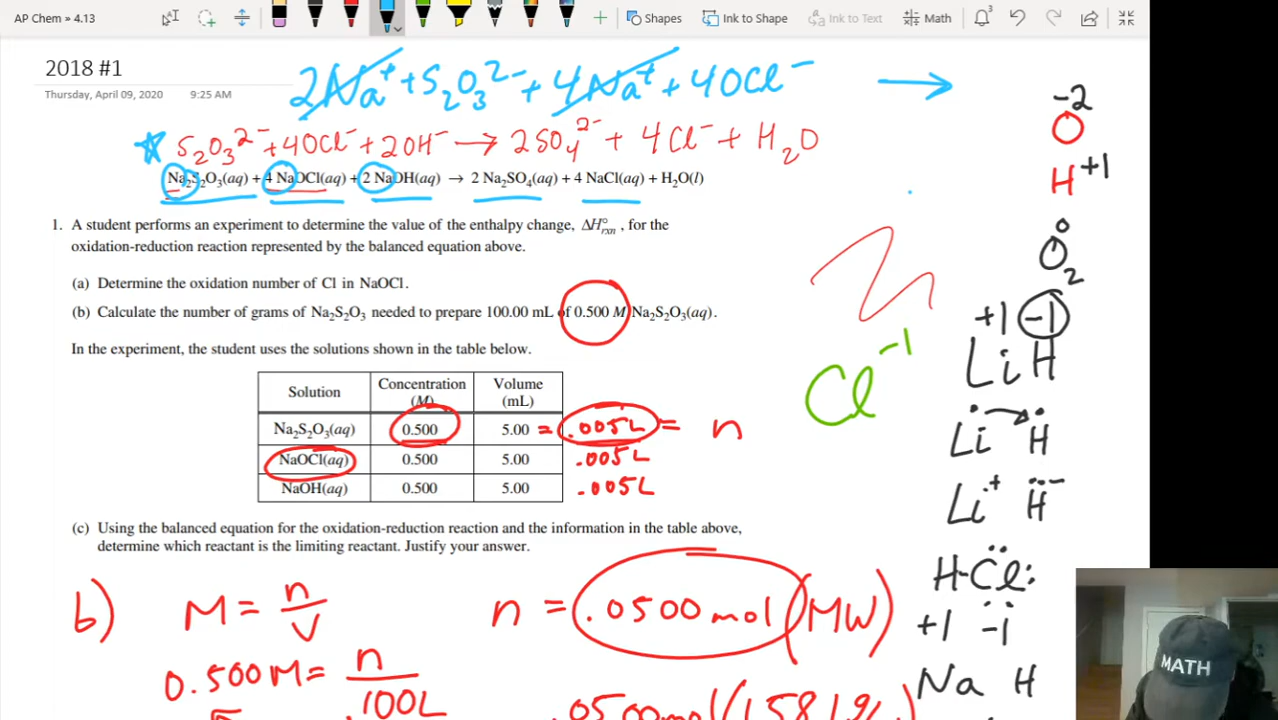 AP Chem » 4.13
Shapes
Ink to Shape
Ink to Text
Math
3
2018 #1
Thursday, April 09, 2020 9:25 AM
2Na⁺ + S₂O₃²⁻ + 4Na⁺ + 4OCl⁻ →
S₂O₃²⁻ + 4OCl⁻ + 2OH⁻ → 2SO₄²⁻ + 4Cl⁻ + H₂O
Na₂S₂O₃(aq) + 4 NaOCl(aq) + 2 NaOH(aq) → 2 Na₂SO₄(aq) + 4 NaCl(aq) + H₂O(l)
1. A student performs an experiment to determine the value of the enthalpy change, ΔH°rxn , for the
oxidation-reduction reaction represented by the balanced equation above.
(a) Determine the oxidation number of Cl in NaOCl.
(b) Calculate the number of grams of Na₂S₂O₃ needed to prepare 100.00 mL of 0.500 M Na₂S₂O₃(aq).
In the experiment, the student uses the solutions shown in the table below.
Solution Concentration (M) Volume (mL)
Na₂S₂O₃(aq) 0.500 5.00 = .005L = n
NaOCl(aq) 0.500 5.00 .005L
NaOH(aq) 0.500 5.00 .005L
(c) Using the balanced equation for the oxidation-reduction reaction and the information in the table above,
determine which reactant is the limiting reactant. Justify your answer.
b) M = n/V n = .0500 mol (MW)
0.500M = n/.100L
.0500mol(
Cl⁻¹
-2
O
H +1
0
O₂
+1 -1
LiH
Li H
Li⁺ H⁻
H-Cl
+1 -1
Na H
MATH